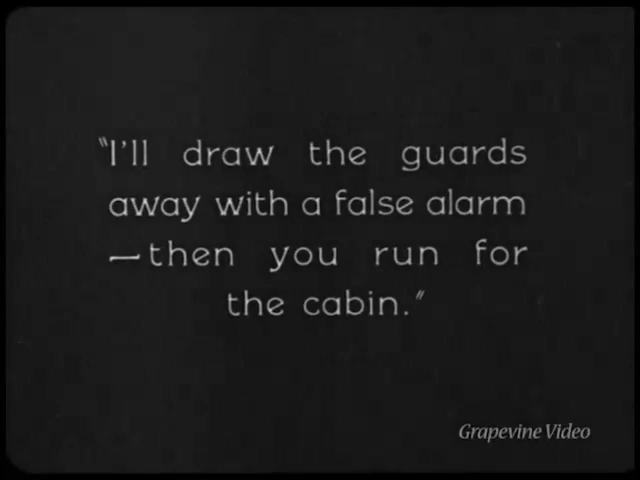 "I'll draw the guards
away with a false alarm
—then you run for
the cabin."
Grapevine Video